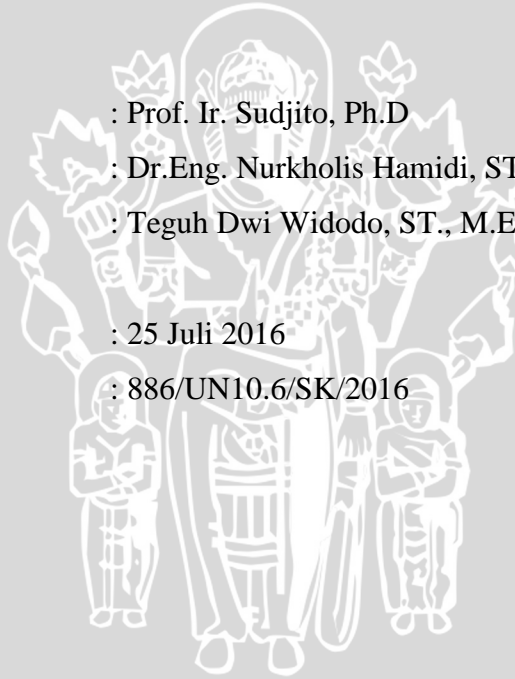 : Prof. Ir. Sudjito, Ph.D
: Dr.Eng. Nurkholis Hamidi, ST
: Teguh Dwi Widodo, ST., M.E
: 25 Juli 2016
: 886/UN10.6/SK/2016